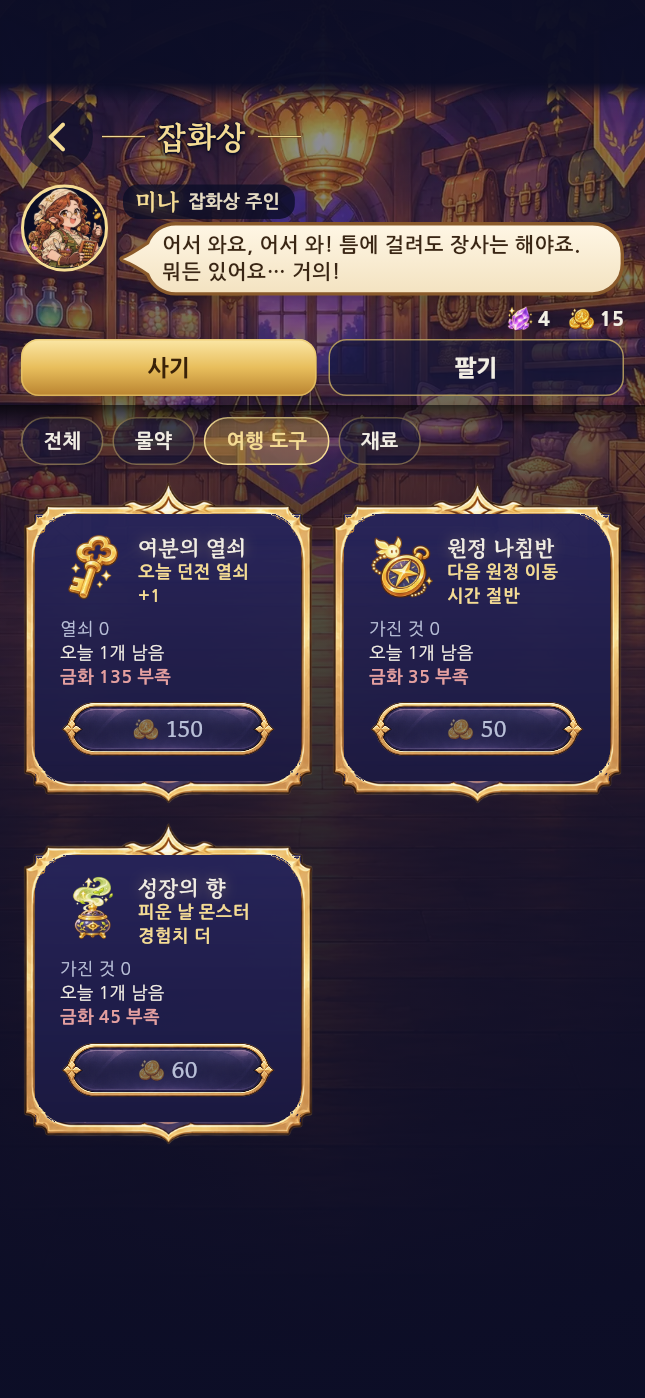 잡화상
미나 잡화상 주인
어서 와요, 어서 와! 틈에 걸려도 장사는 해야죠.
뭐든 있어요… 거의!
4 15
사기 팔기
전체 물약 여행 도구 재료
여분의 열쇠
오늘 던전 열쇠
+1
열쇠 0
오늘 1개 남음
금화 135 부족
150
원정 나침반
다음 원정 이동
시간 절반
가진 것 0
오늘 1개 남음
금화 35 부족
50
성장의 향
피운 날 몬스터
경험치 더
가진 것 0
오늘 1개 남음
금화 45 부족
60